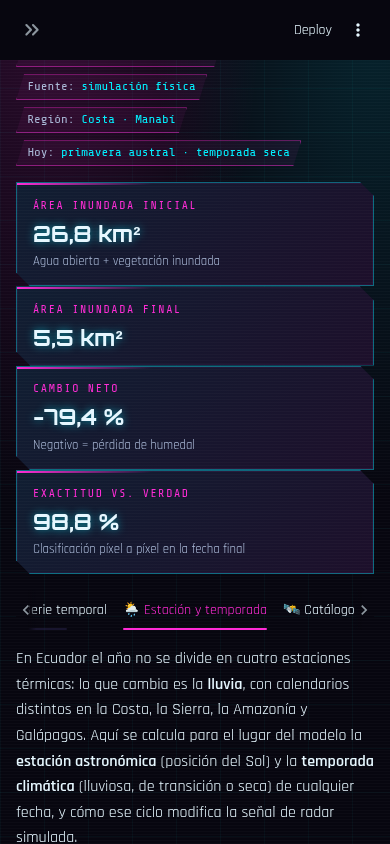 Deploy
Fuente: simulación física
Región: Costa · Manabí
Hoy: primavera austral · temporada seca
ÁREA INUNDADA INICIAL
26,8 km²
Agua abierta + vegetación inundada
ÁREA INUNDADA FINAL
5,5 km²
CAMBIO NETO
-79,4 %
Negativo = pérdida de humedal
EXACTITUD VS. VERDAD
98,8 %
Clasificación píxel a píxel en la fecha final
erie temporal Estación y temporada Catálogo
En Ecuador el año no se divide en cuatro estaciones
térmicas: lo que cambia es la lluvia, con calendarios
distintos en la Costa, la Sierra, la Amazonía y
Galápagos. Aquí se calcula para el lugar del modelo la
estación astronómica (posición del Sol) y la temporada
climática (lluviosa, de transición o seca) de cualquier
fecha, y cómo ese ciclo modifica la señal de radar
simulada.